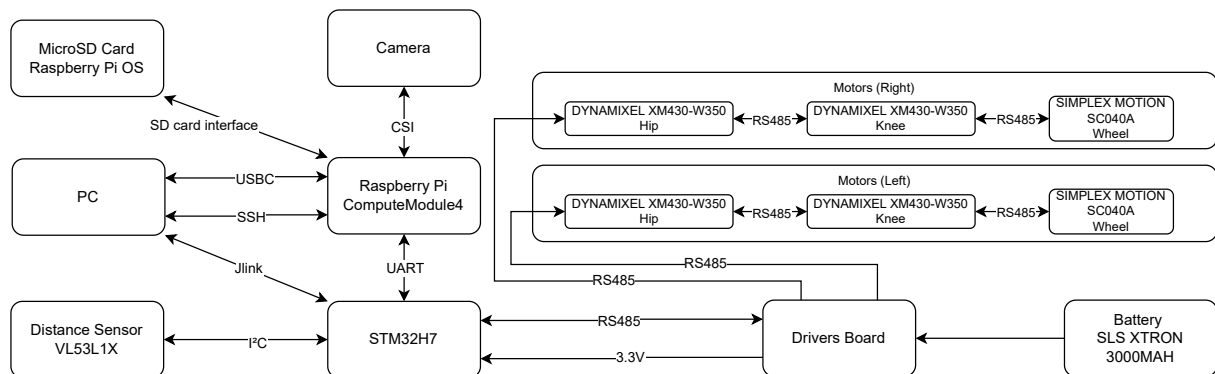 MicroSD Card
Raspberry Pi OS
Camera
SD card interface
CSI
PC
USBC
SSH
Raspberry Pi
ComputeModule4
Jlink
UART
Distance Sensor
VL53L1X
I²C
STM32H7
RS485
3.3V
Drivers Board
Battery
SLS XTRON
3000MAH
RS485
RS485
Motors (Right)
DYNAMIXEL XM430-W350
Hip
RS485
DYNAMIXEL XM430-W350
Knee
RS485
SIMPLEX MOTION
SC040A
Wheel
Motors (Left)
DYNAMIXEL XM430-W350
Hip
RS485
DYNAMIXEL XM430-W350
Knee
RS485
SIMPLEX MOTION
SC040A
Wheel